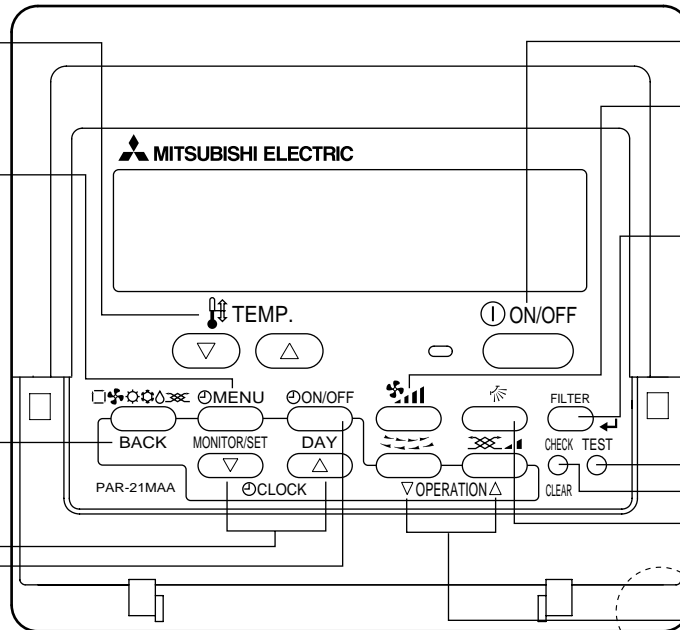 MITSUBISHI ELECTRIC
TEMP.
ON/OFF
MENU
ON/OFF
FILTER
BACK
MONITOR/SET
DAY
CHECK
TEST
PAR-21MAA
CLOCK
OPERATION
CLEAR